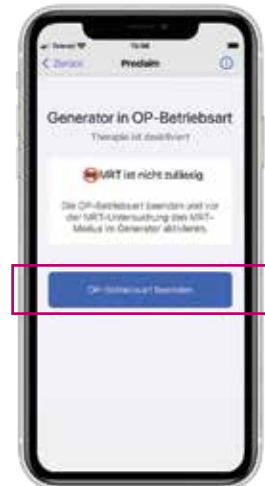 Zurück Proclaim
Generator in OP-Betriebsart
Therapie ist deaktiviert
MRT ist nicht zulässig
Die OP-Betriebsart beenden und vor
der MRT-Untersuchung den MRT-
Modus im Generator aktivieren.
OP-Betriebsart beenden